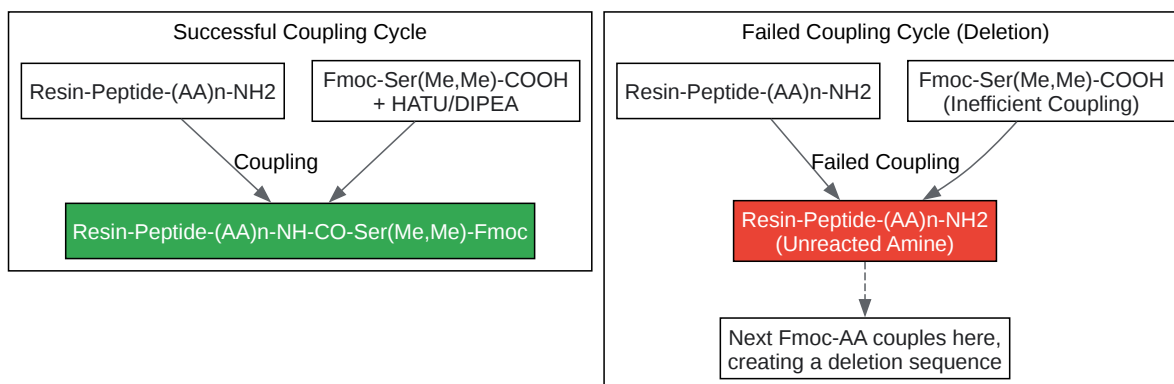 Successful Coupling Cycle
Resin-Peptide-(AA)n-NH2
Fmoc-Ser(Me,Me)-COOH
+ HATU/DIPEA
Coupling
Resin-Peptide-(AA)n-NH-CO-Ser(Me,Me)-Fmoc
Failed Coupling Cycle (Deletion)
Resin-Peptide-(AA)n-NH2
Fmoc-Ser(Me,Me)-COOH
(Inefficient Coupling)
Failed Coupling
Resin-Peptide-(AA)n-NH2
(Unreacted Amine)
Next Fmoc-AA couples here,
creating a deletion sequence